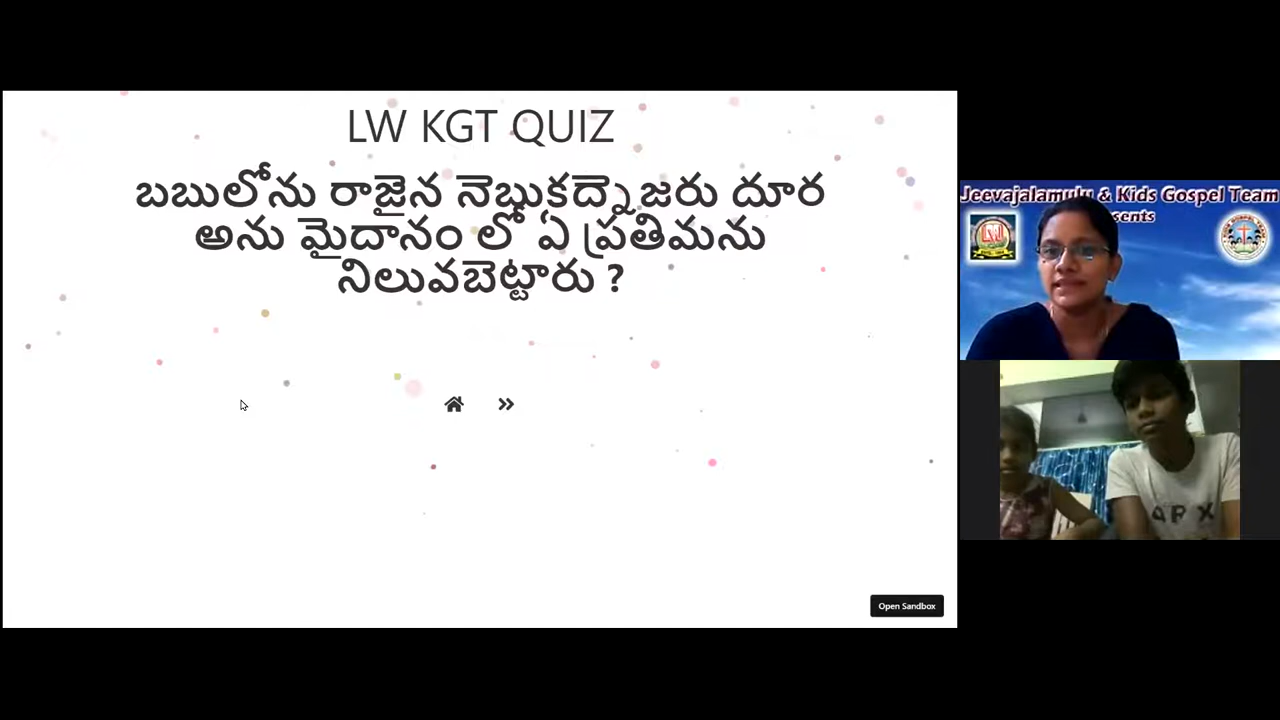 LW KGT QUIZ
బబులోను రాజైన నెబుకద్నెజరు దూర
అను మైదానం లో ఏ ప్రతిమను
నిలువబెట్టారు ?
Open Sandbox
Jeevajalamulu & Kids Gospel Team